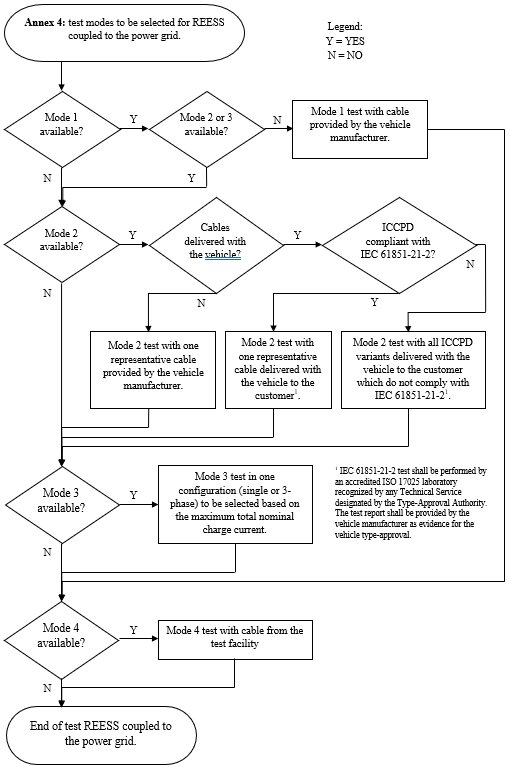 Annex 4: test modes to be selected for REESS
coupled to the power grid.
Legend:
Y = YES
N = NO
Mode 1
available?
Y
Mode 2 or 3
available?
N
Mode 1 test with cable
provided by the vehicle
manufacturer.
N
Y
Mode 2
available?
Y
Cables
delivered with
the vehicle?
Y
ICCPD
compliant with
IEC 61851-21-2?
N
N
N
Y
Mode 2 test with one
representative cable
provided by the vehicle
manufacturer.
Mode 2 test with
one representative
cable delivered with
the vehicle to the
customer¹.
Mode 2 test with all ICCPD
variants delivered with the
vehicle to the customer
which do not comply with
IEC 61851-21-2¹.
Mode 3
available?
Y
Mode 3 test in one
configuration (single or 3-
phase) to be selected based on
the maximum total nominal
charge current.
¹ IEC 61851-21-2 test shall be performed by
an accredited ISO 17025 laboratory
recognized by any Technical Service
designated by the Type-Approval Authority.
The test report shall be provided by the
vehicle manufacturer as evidence for the
vehicle type-approval.
N
Mode 4
available?
Y
Mode 4 test with cable from the
test facility
N
End of test REESS coupled to
the power grid.